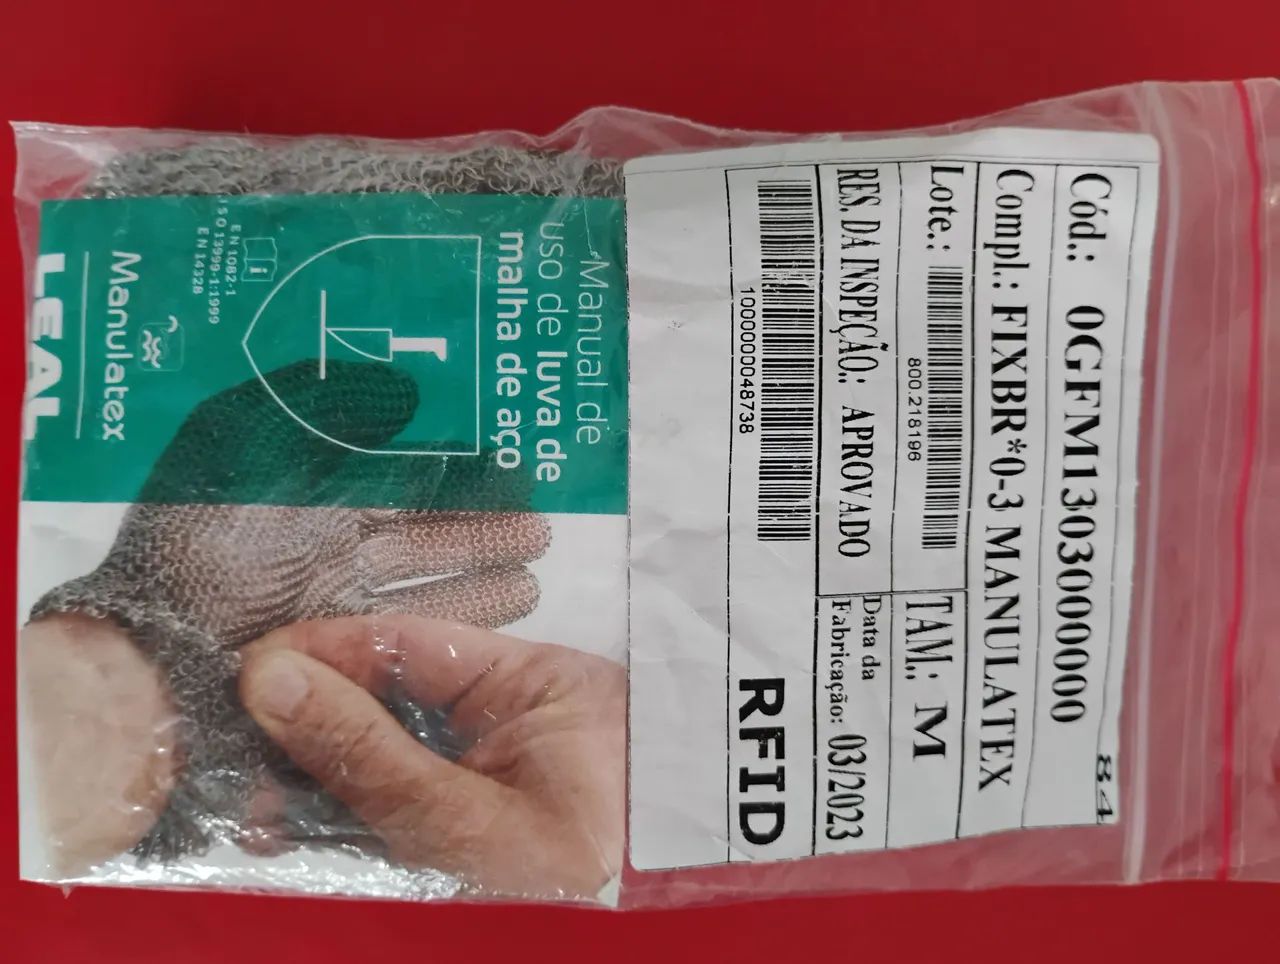 Cód.: 0GFM130300000
84
Compl.: FIXBR*0-3 MANULATEX
Lote.:
800.218196
TAM.: M
RES. DA INSPEÇÃO.: APROVADO
Data da
Fabricação: 03/2023
100000048738
RFID
Manual de
uso de luva de
malha de aço
i
EN 1082-1
ISO 13999-1:1999
EN 14328
Manulatex
LEAL